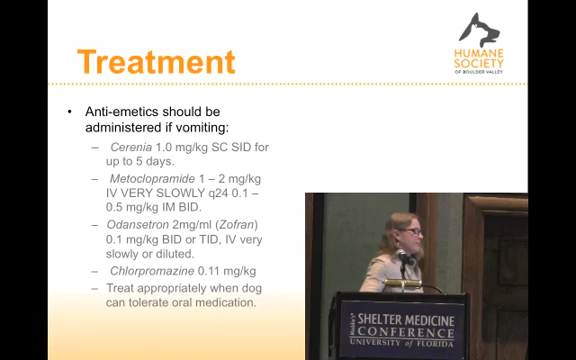 Treatment
HUMANE
SOCIETY
OF BOULDER VALLEY
• Anti-emetics should be
administered if vomiting:
– Cerenia 1.0 mg/kg SC SID for
up to 5 days.
– Metoclopramide 1 – 2 mg/kg
IV VERY SLOWLY q24 0.1 –
0.5 mg/kg IM BID.
– Odansetron 2mg/ml (Zofran)
0.1 mg/kg BID or TID, IV very
slowly or diluted.
– Chlorpromazine 0.11 mg/kg
– Treat appropriately when dog
can tolerate oral medication.
Maddie's
SHELTER MEDICINE
CONFERENCE
UNIVERSITY of FLORIDA